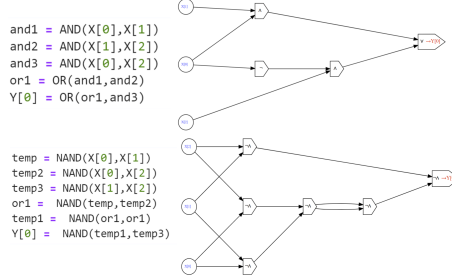 and1 = AND(X[0],X[1])
and2 = AND(X[1],X[2])
and3 = AND(X[0],X[2])
or1 = OR(and1,and2)
Y[0] = OR(or1,and3)
∨ →Y[0]
∧
¬
∧
temp = NAND(X[0],X[1])
temp2 = NAND(X[0],X[2])
temp3 = NAND(X[1],X[2])
or1 = NAND(temp,temp2)
temp1 = NAND(or1,or1)
Y[0] = NAND(temp1,temp3)
¬∧
¬∧ →Y[
¬∧
¬∧
¬∧
¬∧